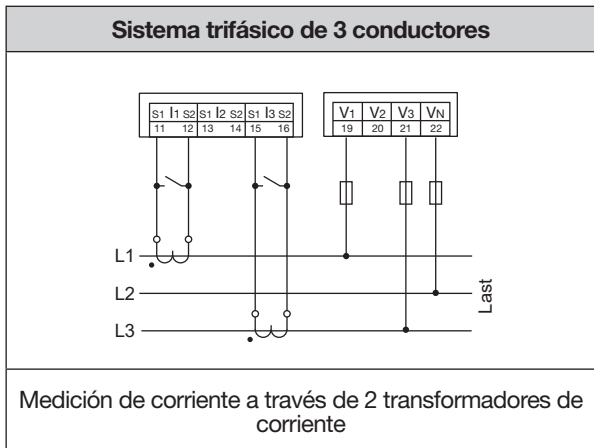 Sistema trifásico de 3 conductores
S1 I1 S2 S1 I2 S2 S1 I3 S2
11 12 13 14 15 16
V1 V2 V3 VN
19 20 21 22
L1
L2
L3
Last
Medición de corriente a través de 2 transformadores de
corriente